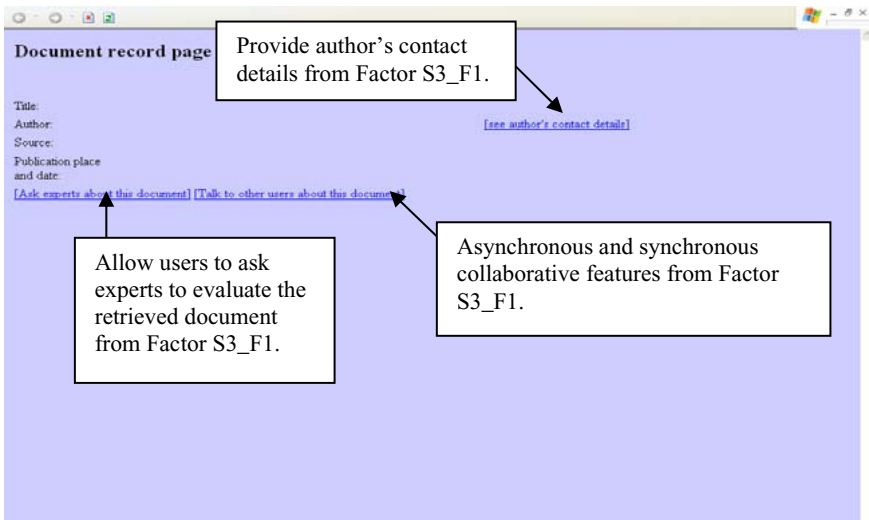 Document record page
Provide author’s contact
details from Factor S3_F1.
Title:
Author:
[see author's contact details]
Source:
Publication place
and date:
[Ask experts about this document] [Talk to other users about this document]
Allow users to ask
experts to evaluate the
retrieved document
from Factor S3_F1.
Asynchronous and synchronous
collaborative features from Factor
S3_F1.